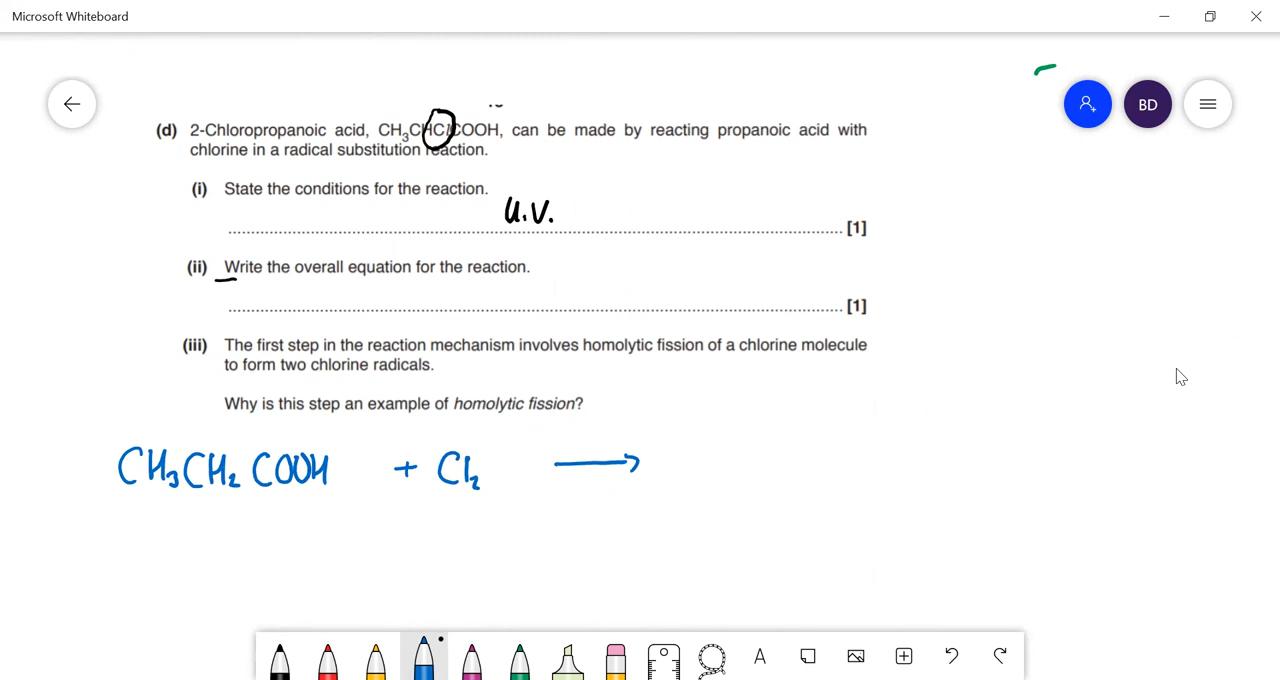 Microsoft Whiteboard
BD
(d) 2-Chloropropanoic acid, CH₃CHClCOOH, can be made by reacting propanoic acid with
chlorine in a radical substitution reaction.
(i) State the conditions for the reaction.
U.V.
[1]
(ii) Write the overall equation for the reaction.
[1]
(iii) The first step in the reaction mechanism involves homolytic fission of a chlorine molecule
to form two chlorine radicals.
Why is this step an example of homolytic fission?
CH₃CH₂COOH + Cl₂ →
A